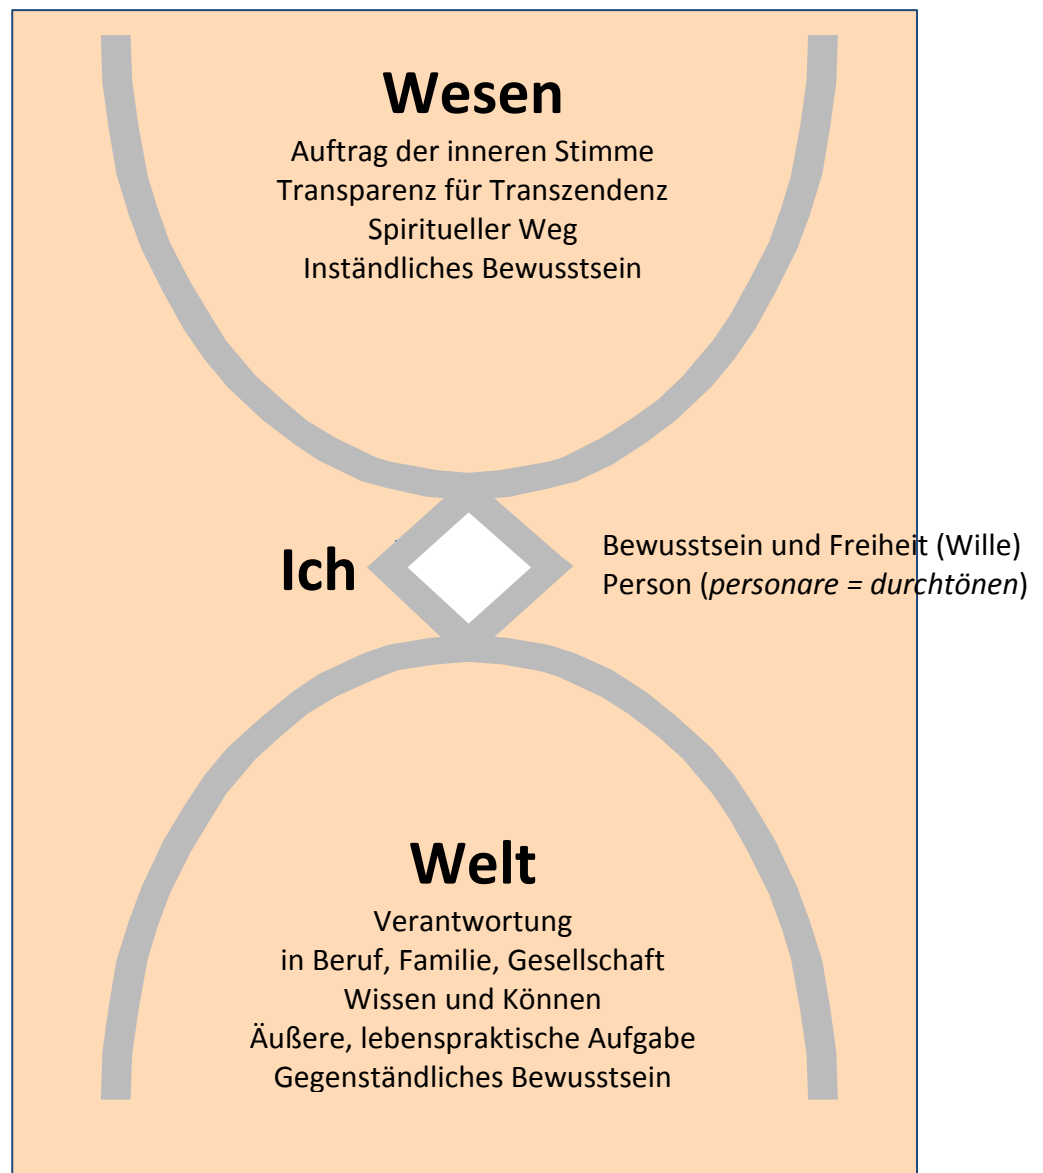 Wesen
Auftrag der inneren Stimme
Transparenz für Transzendenz
Spiritueller Weg
Inständliches Bewusstsein
Ich
Bewusstsein und Freiheit (Wille)
Person (personare = durchtönen)
Welt
Verantwortung
in Beruf, Familie, Gesellschaft
Wissen und Können
Äußere, lebenspraktische Aufgabe
Gegenständliches Bewusstsein